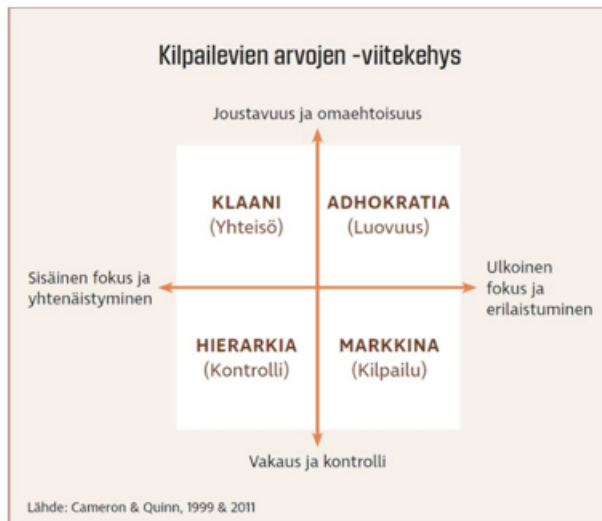 Kilpailevien arvojen -viitekehys
Joustavuus ja omaehtoisuus
KLAANI
(Yhteisö)
ADHOKRATIA
(Luovuus)
Sisäinen fokus ja
yhtenäistyminen
Ulkoinen
fokus ja
erilaistuminen
HIERARKIA
(Kontrolli)
MARKKINA
(Kilpailu)
Vakaus ja kontrolli
Lähde: Cameron & Quinn, 1999 & 2011